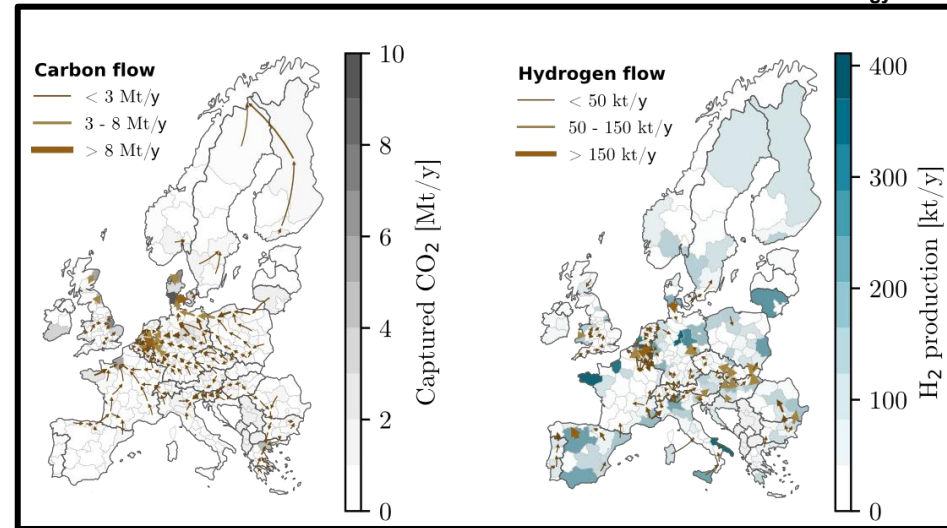 gy
Carbon flow
< 3 Mt/y
3 - 8 Mt/y
> 8 Mt/y
10
8
6
4
2
0
Captured CO₂ [Mt/y]
Hydrogen flow
< 50 kt/y
50 - 150 kt/y
> 150 kt/y
400
300
200
100
0
H₂ production [kt/y]